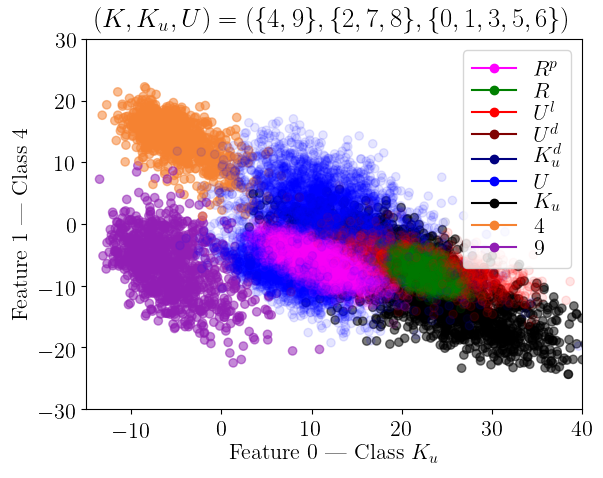 (K, K_u, U) = ({4, 9}, {2, 7, 8}, {0, 1, 3, 5, 6})
30
20
10
0
−10
−20
−30
Feature 1 — Class 4
R^p
R
U^l
U^d
K_u^d
U
K_u
4
9
−10
0
10
20
30
40
Feature 0 — Class K_u